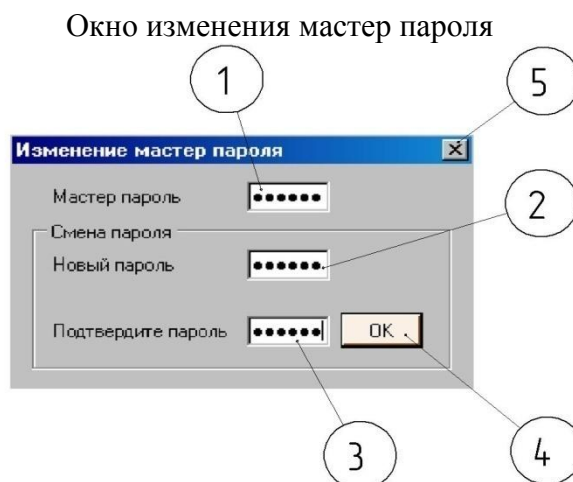 Окно изменения мастер пароля
1
5
Изменение мастер пароля
Мастер пароль ●●●●●●
2
Смена пароля
Новый пароль ●●●●●●
Подтвердите пароль ●●●●●● OK
3
4